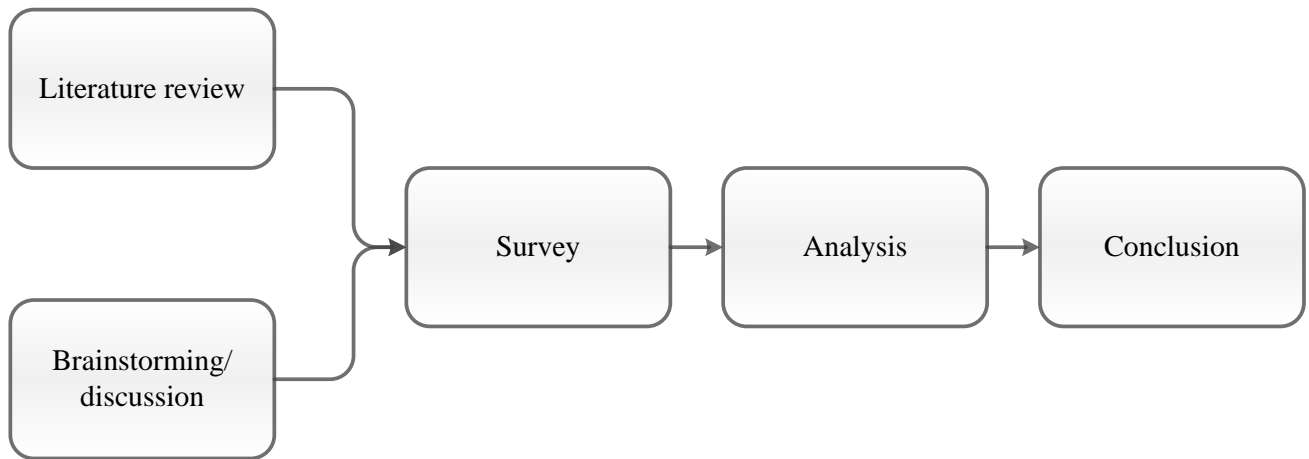 Literature review
Survey
Analysis
Conclusion
Brainstorming/
discussion